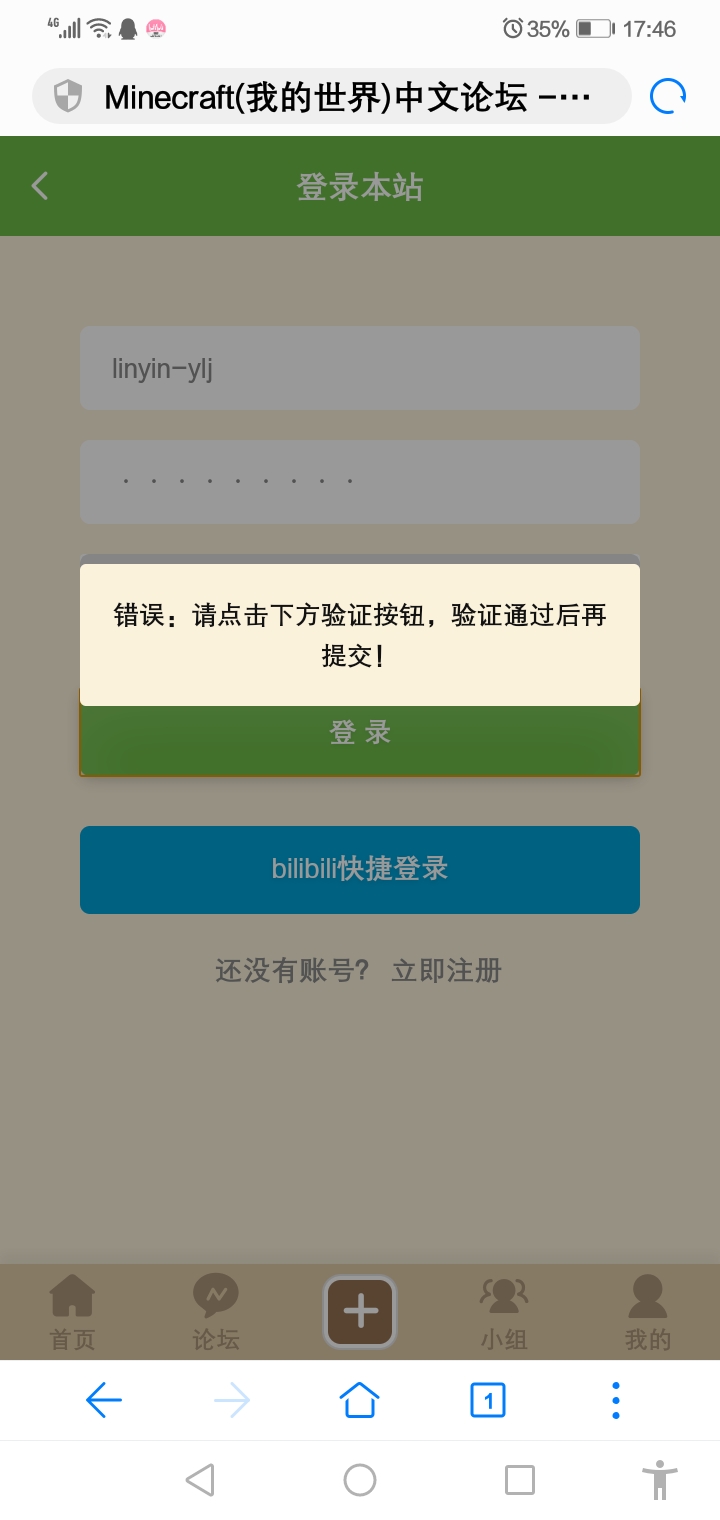 4G 35% 17:46
Minecraft(我的世界)中文论坛 -···
登录本站
linyin-ylj
·········
错误：请点击下方验证按钮，验证通过后再
提交！
登 录
bilibili快捷登录
还没有账号？ 立即注册
首页 论坛 小组 我的
1